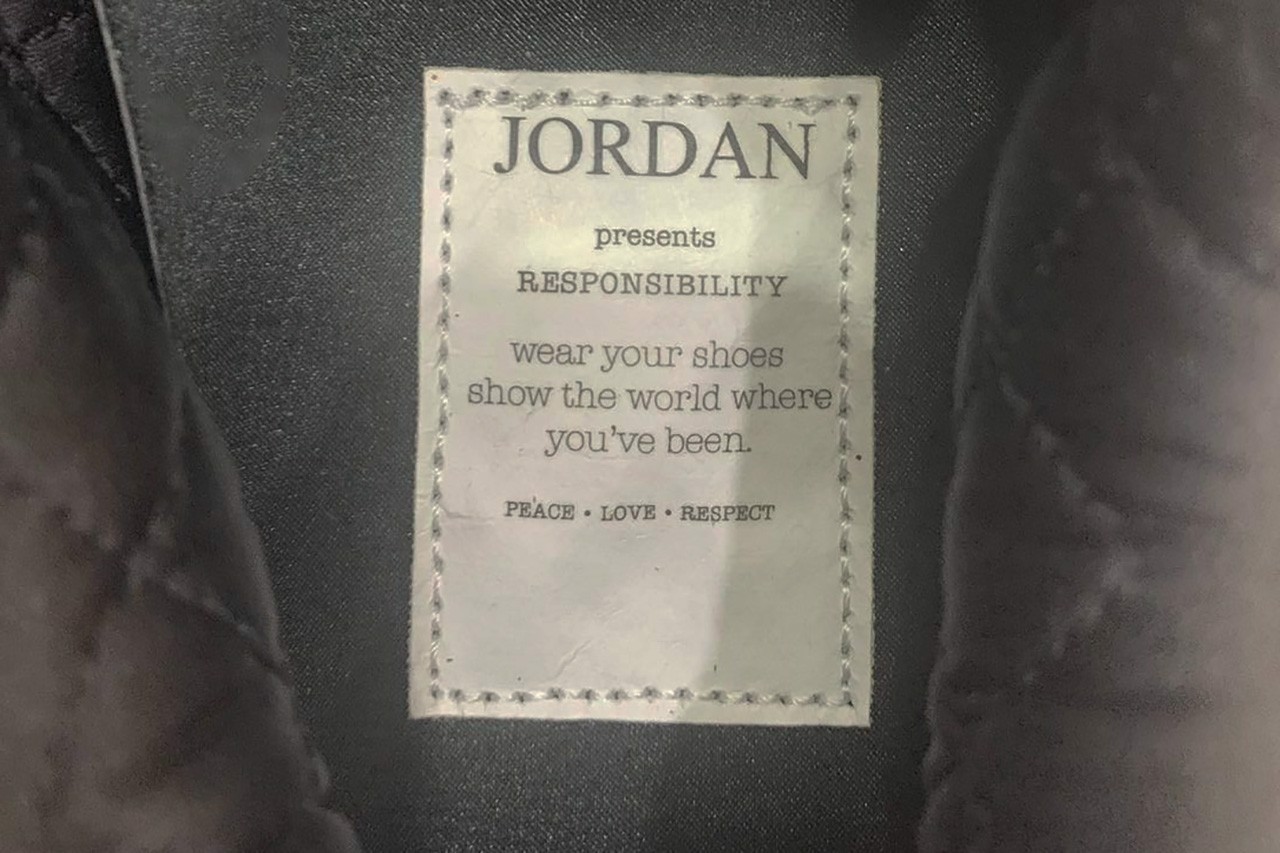 JORDAN
presents
RESPONSIBILITY
wear your shoes
show the world where
you've been.
PEACE • LOVE • RESPECT